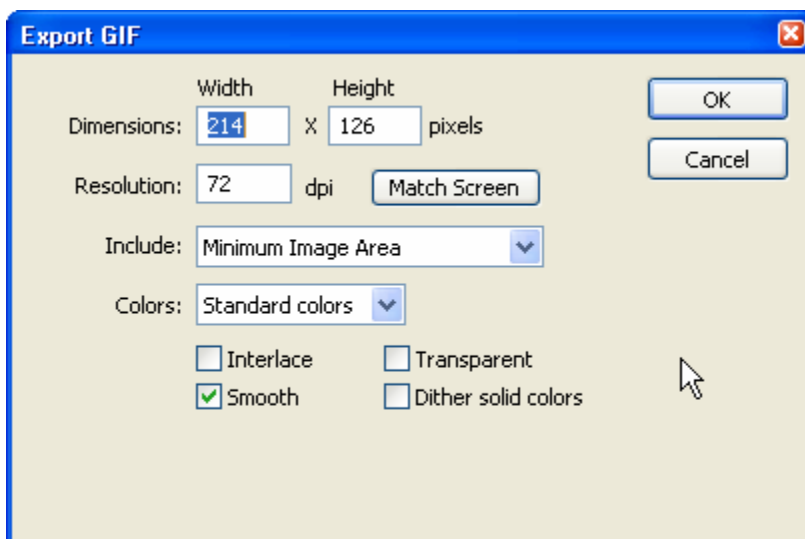 Export GIF
Width Height
Dimensions: 214 X 126 pixels
OK
Cancel
Resolution: 72 dpi Match Screen
Include: Minimum Image Area
Colors: Standard colors
Interlace Transparent
Smooth Dither solid colors